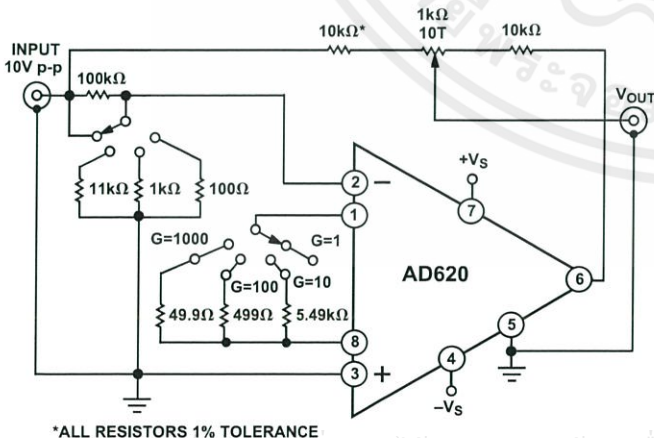 INPUT
10V p-p
100kΩ
10kΩ*
1kΩ
10T
10kΩ
VOUT
11kΩ
1kΩ
100Ω
+VS
2
−
1
7
G=1000
G=1
G=100
G=10
AD620
6
49.9Ω
499Ω
5.49kΩ
5
8
4
3
+
−VS
*ALL RESISTORS 1% TOLERANCE